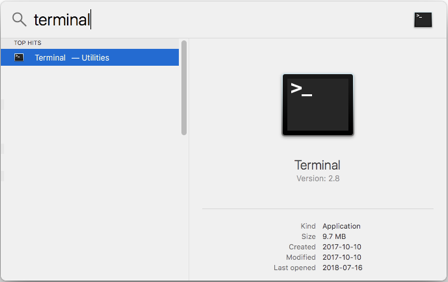 terminal
TOP HITS
Terminal — Utilities
>_
Terminal
Version: 2.8
Kind Application
Size 9.7 MB
Created 2017-10-10
Modified 2017-10-10
Last opened 2018-07-16